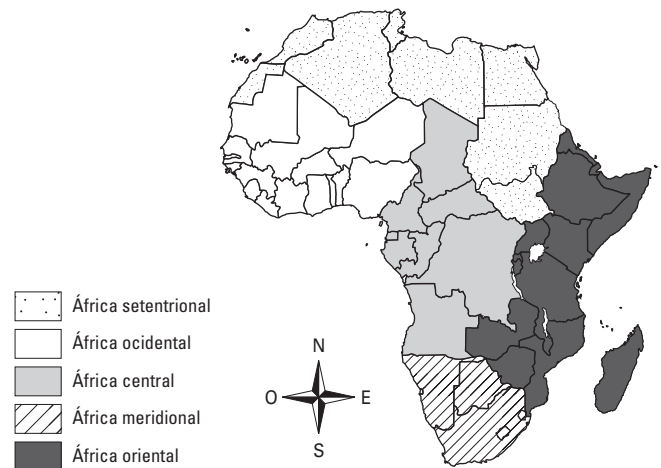 África setentrional
África ocidental
África central
África meridional
África oriental
N
O
E
S